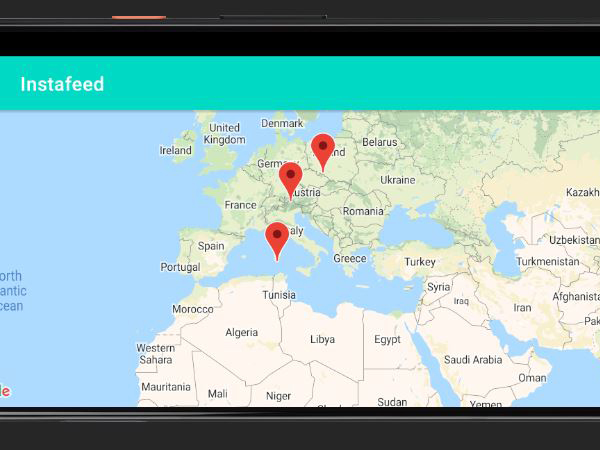 Instafeed
Denmark
United
Kingdom
Ireland
nd
Belarus
Germ
Ukraine
Kazakh
ustria
France
Romania
aly
Spain
Uzbekistan
Greece
Turkey
Turkmenistan
Portugal
orth
antic
cean
Syria
Tunisia
Iraq
Iran
Afghanista
Morocco
Pak
Algeria
Libya
Egypt
Western
Sahara
Saudi Arabia
Oman
Mauritania
Mali
Niger
Sudan
Yemen
le